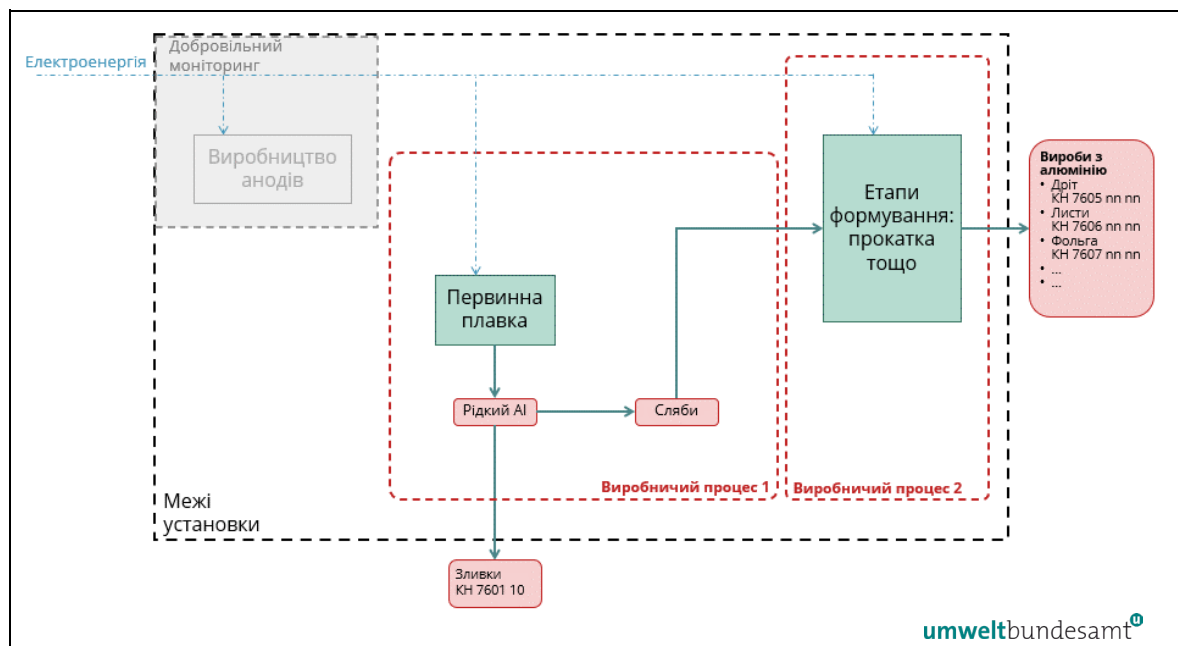 Добровільний
моніторинг
Електроенергія
Виробництво
анодів
Первинна
плавка
Рідкий Al
Сляби
Виробничий процес 1
Етапи
формування:
прокатка
тощо
Виробничий процес 2
Вироби з
алюмінію
• Дріт
КН 7605 nn nn
• Листи
КН 7606 nn nn
• Фольга
КН 7607 nn nn
• ...
• ...
Межі
установки
Зливки
КН 7601 10
umweltbundesamt u